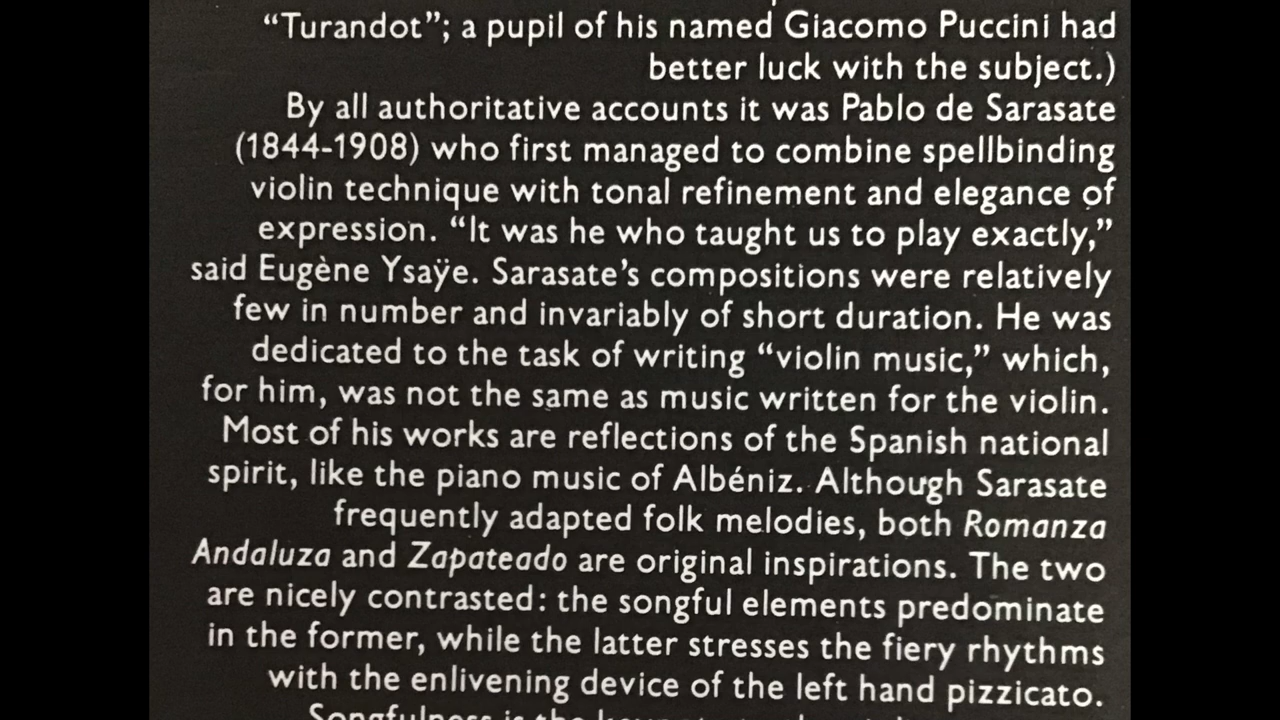 “Turandot”; a pupil of his named Giacomo Puccini had
better luck with the subject.)
By all authoritative accounts it was Pablo de Sarasate
(1844-1908) who first managed to combine spellbinding
violin technique with tonal refinement and elegance of
expression. “It was he who taught us to play exactly,”
said Eugène Ysaÿe. Sarasate’s compositions were relatively
few in number and invariably of short duration. He was
dedicated to the task of writing “violin music,” which,
for him, was not the same as music written for the violin.
Most of his works are reflections of the Spanish national
spirit, like the piano music of Albéniz. Although Sarasate
frequently adapted folk melodies, both Romanza
Andaluza and Zapateado are original inspirations. The two
are nicely contrasted: the songful elements predominate
in the former, while the latter stresses the fiery rhythms
with the enlivening device of the left hand pizzicato.
Songfulness is the